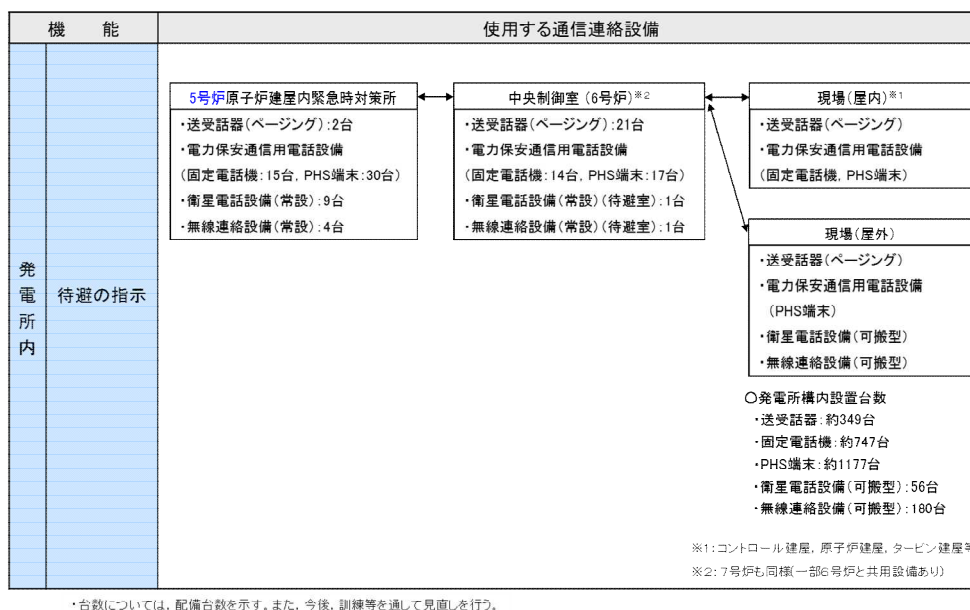 機 能
使用する通信連絡設備
発電所内
待避の指示
5号炉原子炉建屋内緊急時対策所
・送受話器(ページング):2台
・電力保安通信用電話設備
(固定電話機:15台, PHS端末:30台)
・衛星電話設備(常設):9台
・無線連絡設備(常設):4台
中央制御室(6号炉)※2
・送受話器(ページング):21台
・電力保安通信用電話設備
(固定電話機:14台, PHS端末:17台)
・衛星電話設備(常設)(待避室):1台
・無線連絡設備(常設)(待避室):1台
現場(屋内)※1
・送受話器(ページング)
・電力保安通信用電話設備
(固定電話機, PHS端末)
現場(屋外)
・送受話器(ページング)
・電力保安通信用電話設備
(PHS端末)
・衛星電話設備(可搬型)
・無線連絡設備(可搬型)
○発電所構内設置台数
・送受話器:約349台
・固定電話機:約747台
・PHS端末:約1177台
・衛星電話設備(可搬型):56台
・無線連絡設備(可搬型):180台
※1:コントロール建屋, 原子炉建屋, タービン建屋等
※2:7号炉も同様(一部6号炉と共用設備あり)
・台数については, 配備台数を示す。また, 今後, 訓練等を通して見直しを行う。